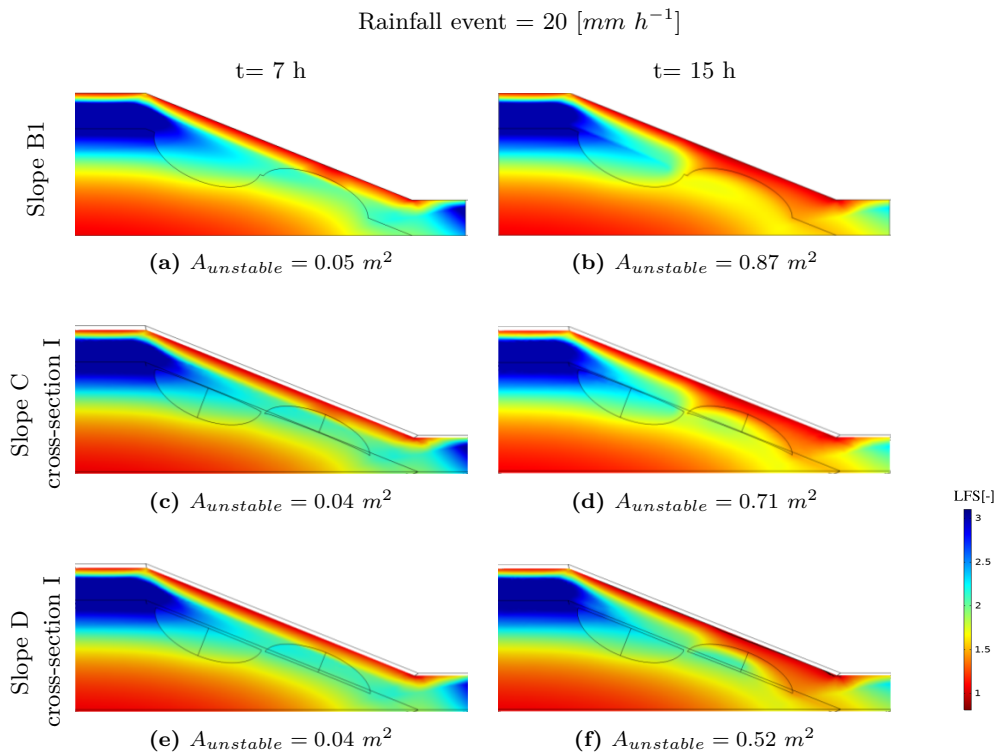 Rainfall event = 20 [mm h⁻¹]
t= 7 h
t= 15 h
Slope B1
(a) A_unstable = 0.05 m²
(b) A_unstable = 0.87 m²
Slope C
cross-section I
(c) A_unstable = 0.04 m²
(d) A_unstable = 0.71 m²
LFS[-]
3
2.5
2
1.5
1
Slope D
cross-section I
(e) A_unstable = 0.04 m²
(f) A_unstable = 0.52 m²